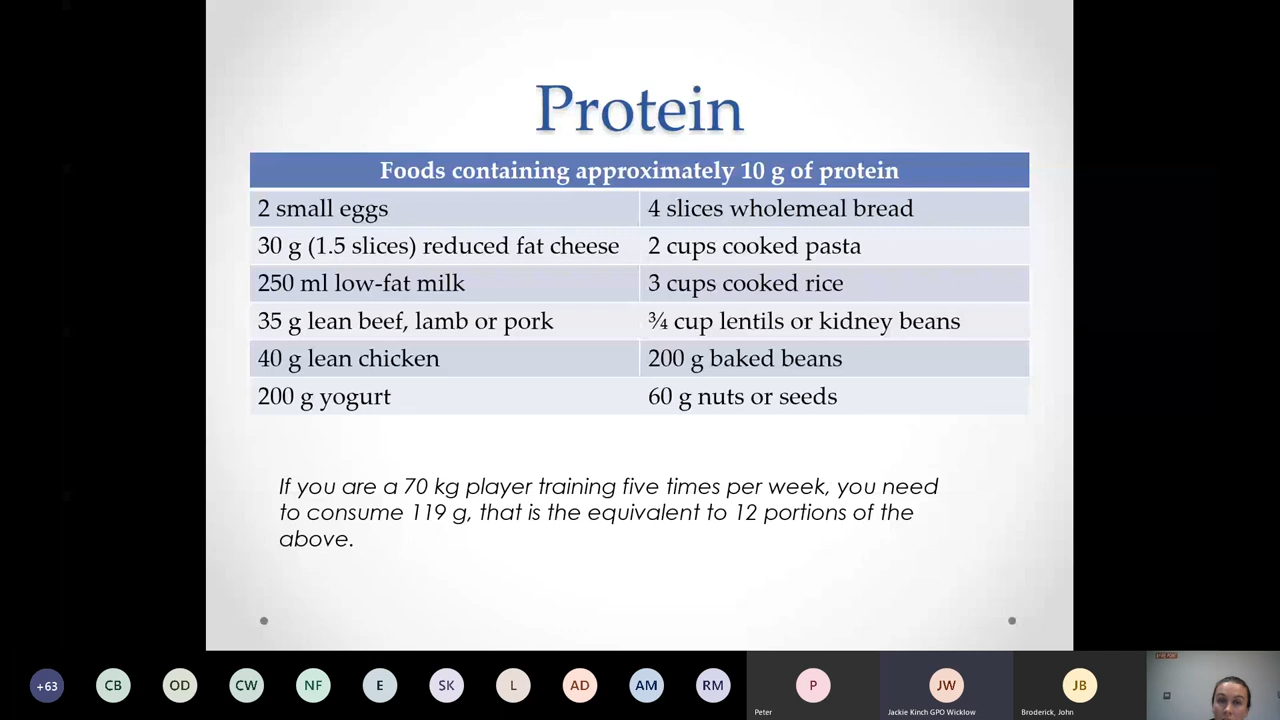 Protein
Foods containing approximately 10 g of protein
2 small eggs
4 slices wholemeal bread
30 g (1.5 slices) reduced fat cheese
2 cups cooked pasta
250 ml low-fat milk
3 cups cooked rice
35 g lean beef, lamb or pork
¾ cup lentils or kidney beans
40 g lean chicken
200 g baked beans
200 g yogurt
60 g nuts or seeds
If you are a 70 kg player training five times per week, you need
to consume 119 g, that is the equivalent to 12 portions of the
above.
+63
CB
OD
CW
NF
E
SK
L
AD
AM
RM
P
JW
JB
Peter
Jackie Kinch GPO Wicklow
Broderick, John